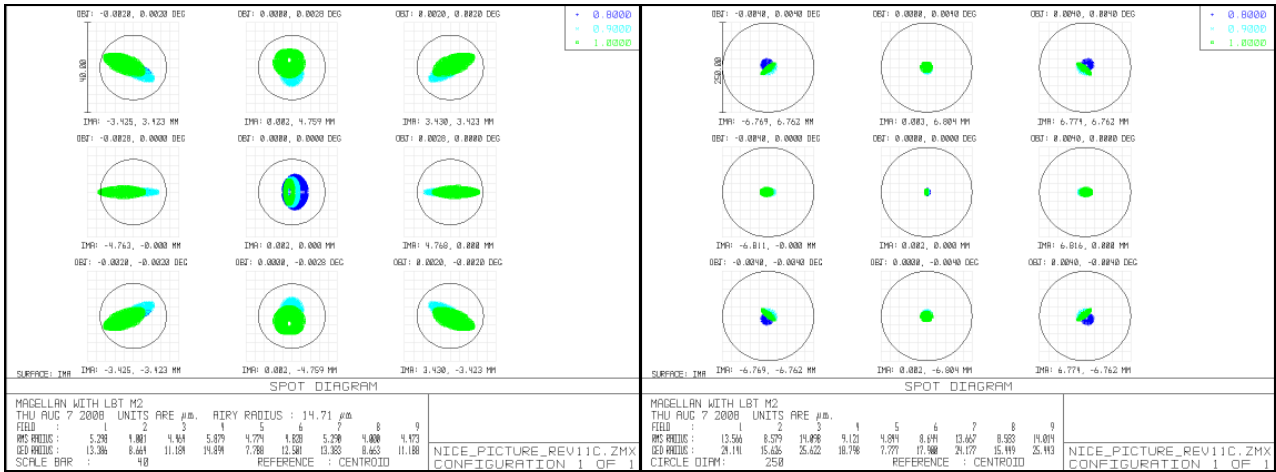 OBJ: -0.0020, 0.0020 DEG
OBJ: 0.0000, 0.0028 DEG
OBJ: 0.0020, 0.0020 DEG
0.8000
0.9000
1.0000
40.00
IMA: -3.425, 3.423 MM
IMA: 0.002, 4.759 MM
IMA: 3.430, 3.423 MM
OBJ: -0.0028, 0.0000 DEG
OBJ: 0.0000, 0.0000 DEG
OBJ: 0.0028, 0.0000 DEG
IMA: -4.763, -0.000 MM
IMA: 0.002, 0.000 MM
IMA: 4.768, 0.000 MM
OBJ: -0.0020, -0.0020 DEG
OBJ: 0.0000, -0.0028 DEG
OBJ: 0.0020, -0.0020 DEG
IMA: -3.425, -3.423 MM
IMA: 0.002, -4.759 MM
IMA: 3.430, -3.423 MM
SURFACE: IMA
SPOT DIAGRAM
MAGELLAN WITH LBT M2
THU AUG 7 2008 UNITS ARE µm. AIRY RADIUS : 14.71 µm
FIELD : 1 2 3 4 5 6 7 8 9
RMS RADIUS : 5.298 4.001 4.969 5.879 4.774 4.828 5.290 4.000 4.973
GEO RADIUS : 13.386 8.664 11.184 14.894 7.788 12.501 13.383 8.663 11.188
SCALE BAR : 40 REFERENCE : CENTROID
NICE_PICTURE_REV11C.ZMX
CONFIGURATION 1 OF 1
OBJ: -0.0040, 0.0040 DEG
OBJ: 0.0000, 0.0040 DEG
OBJ: 0.0040, 0.0040 DEG
0.8000
0.9000
1.0000
250.00
IMA: -6.769, 6.762 MM
IMA: 0.003, 6.804 MM
IMA: 6.779, 6.762 MM
OBJ: -0.0040, 0.0000 DEG
OBJ: 0.0000, 0.0000 DEG
OBJ: 0.0040, 0.0000 DEG
IMA: -6.811, -0.000 MM
IMA: 0.002, 0.000 MM
IMA: 6.816, 0.000 MM
OBJ: -0.0040, -0.0040 DEG
OBJ: 0.0000, -0.0040 DEG
OBJ: 0.0040, -0.0040 DEG
IMA: -6.769, -6.762 MM
IMA: 0.002, -6.804 MM
IMA: 6.779, -6.762 MM
SURFACE: IMA
SPOT DIAGRAM
MAGELLAN WITH LBT M2
THU AUG 7 2008 UNITS ARE µm.
FIELD : 1 2 3 4 5 6 7 8 9
RMS RADIUS : 13.566 8.579 14.098 9.121 4.894 8.644 13.667 8.583 14.014
GEO RADIUS : 24.191 15.626 25.622 18.798 7.777 17.980 24.177 15.449 25.443
CIRCLE DIAM: 250 REFERENCE : CENTROID
NICE_PICTURE_REV11C.ZMX
CONFIGURATION 1 OF 1